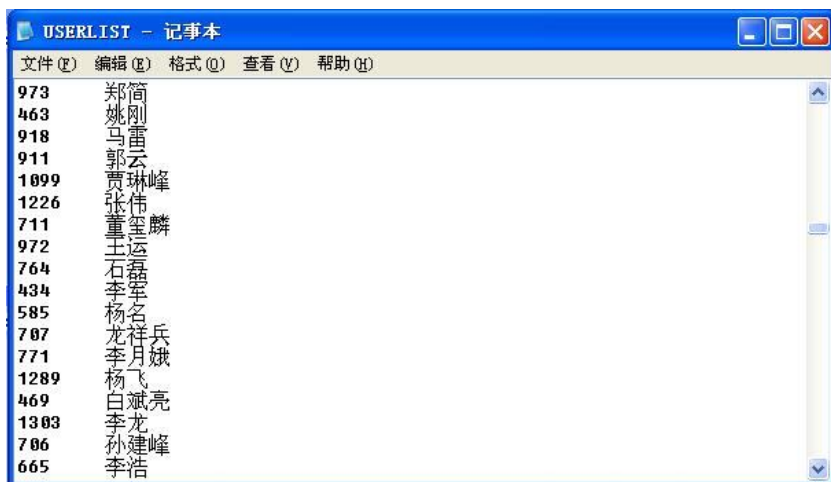 USERLIST - 记事本
文件(F) 编辑(E) 格式(O) 查看(V) 帮助(H)
973 郑简
463 姚刚
918 马雷
911 郭云
1099 贾琳峰
1226 张伟
711 董玺麟
972 王运
764 石磊
434 李军
585 杨名
707 龙祥兵
771 李月娥
1289 杨飞
469 白斌亮
1303 李龙
706 孙建峰
665 李浩